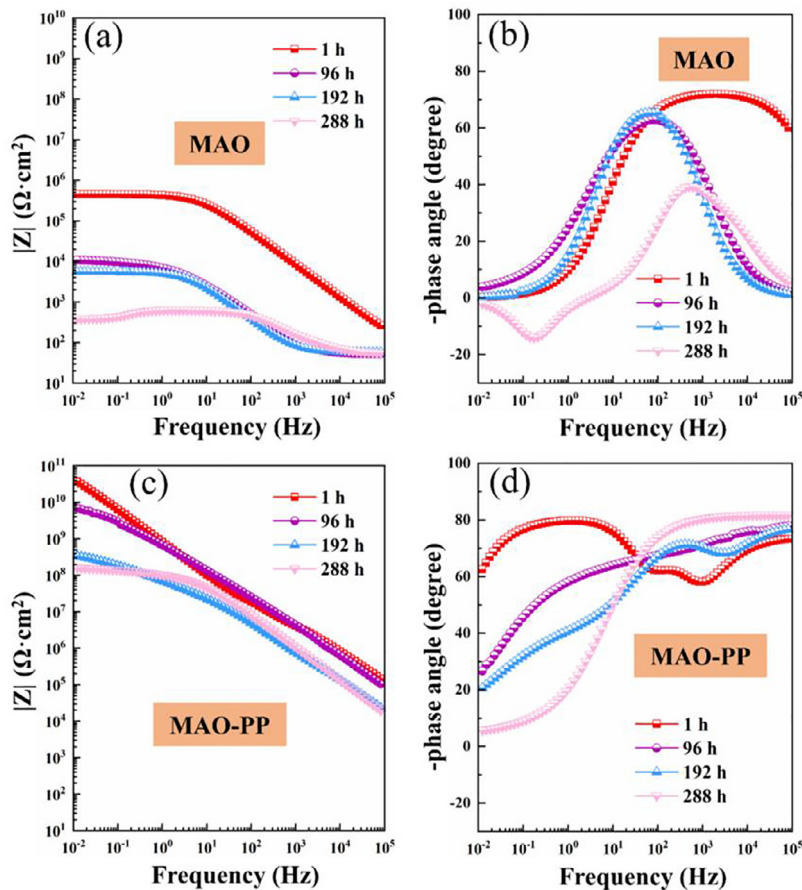 (a)
MAO
1 h
96 h
192 h
288 h
|Z| (Ω·cm²)
10¹⁰
10⁹
10⁸
10⁷
10⁶
10⁵
10⁴
10³
10²
10¹
10⁻² 10⁻¹ 10⁰ 10¹ 10² 10³ 10⁴ 10⁵
Frequency (Hz)
(b)
MAO
1 h
96 h
192 h
288 h
-phase angle (degree)
100
80
60
40
20
0
-20
10⁻² 10⁻¹ 10⁰ 10¹ 10² 10³ 10⁴ 10⁵
Frequency (Hz)
(c)
1 h
96 h
192 h
288 h
MAO-PP
|Z| (Ω·cm²)
10¹¹
10¹⁰
10⁹
10⁸
10⁷
10⁶
10⁵
10⁴
10³
10²
10¹
10⁻² 10⁻¹ 10⁰ 10¹ 10² 10³ 10⁴ 10⁵
Frequency (Hz)
(d)
MAO-PP
1 h
96 h
192 h
288 h
-phase angle (degree)
100
80
60
40
20
0
-20
10⁻² 10⁻¹ 10⁰ 10¹ 10² 10³ 10⁴ 10⁵
Frequency (Hz)